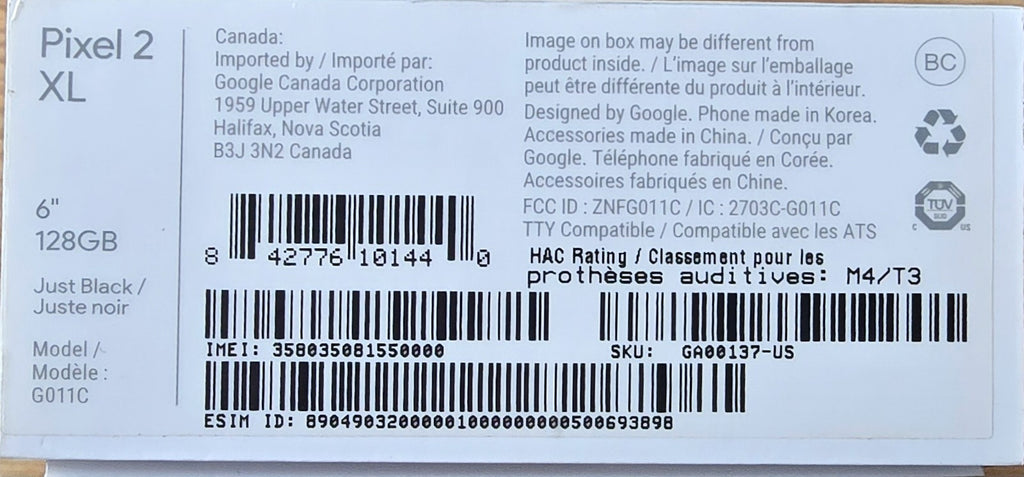 Pixel 2
XL
6"
128GB
Just Black /
Juste noir
Model /
Modèle :
G011C
Canada:
Imported by / Importé par:
Google Canada Corporation
1959 Upper Water Street, Suite 900
Halifax, Nova Scotia
B3J 3N2 Canada
Image on box may be different from
product inside. / L'image sur l'emballage
peut être différente du produit à l'intérieur.
Designed by Google. Phone made in Korea.
Accessories made in China. / Conçu par
Google. Téléphone fabriqué en Corée.
Accessoires fabriqués en Chine.
FCC ID : ZNFG011C / IC : 2703C-G011C
TTY Compatible / Compatible avec les ATS
HAC Rating / Classement pour les
prothèses auditives: M4/T3
BC
TÜV
SÜD
C US
8 42776 10144 0
IMEI: 358035081550000
SKU: GA00137-US
ESIM ID: 89049032000001000000000500693898